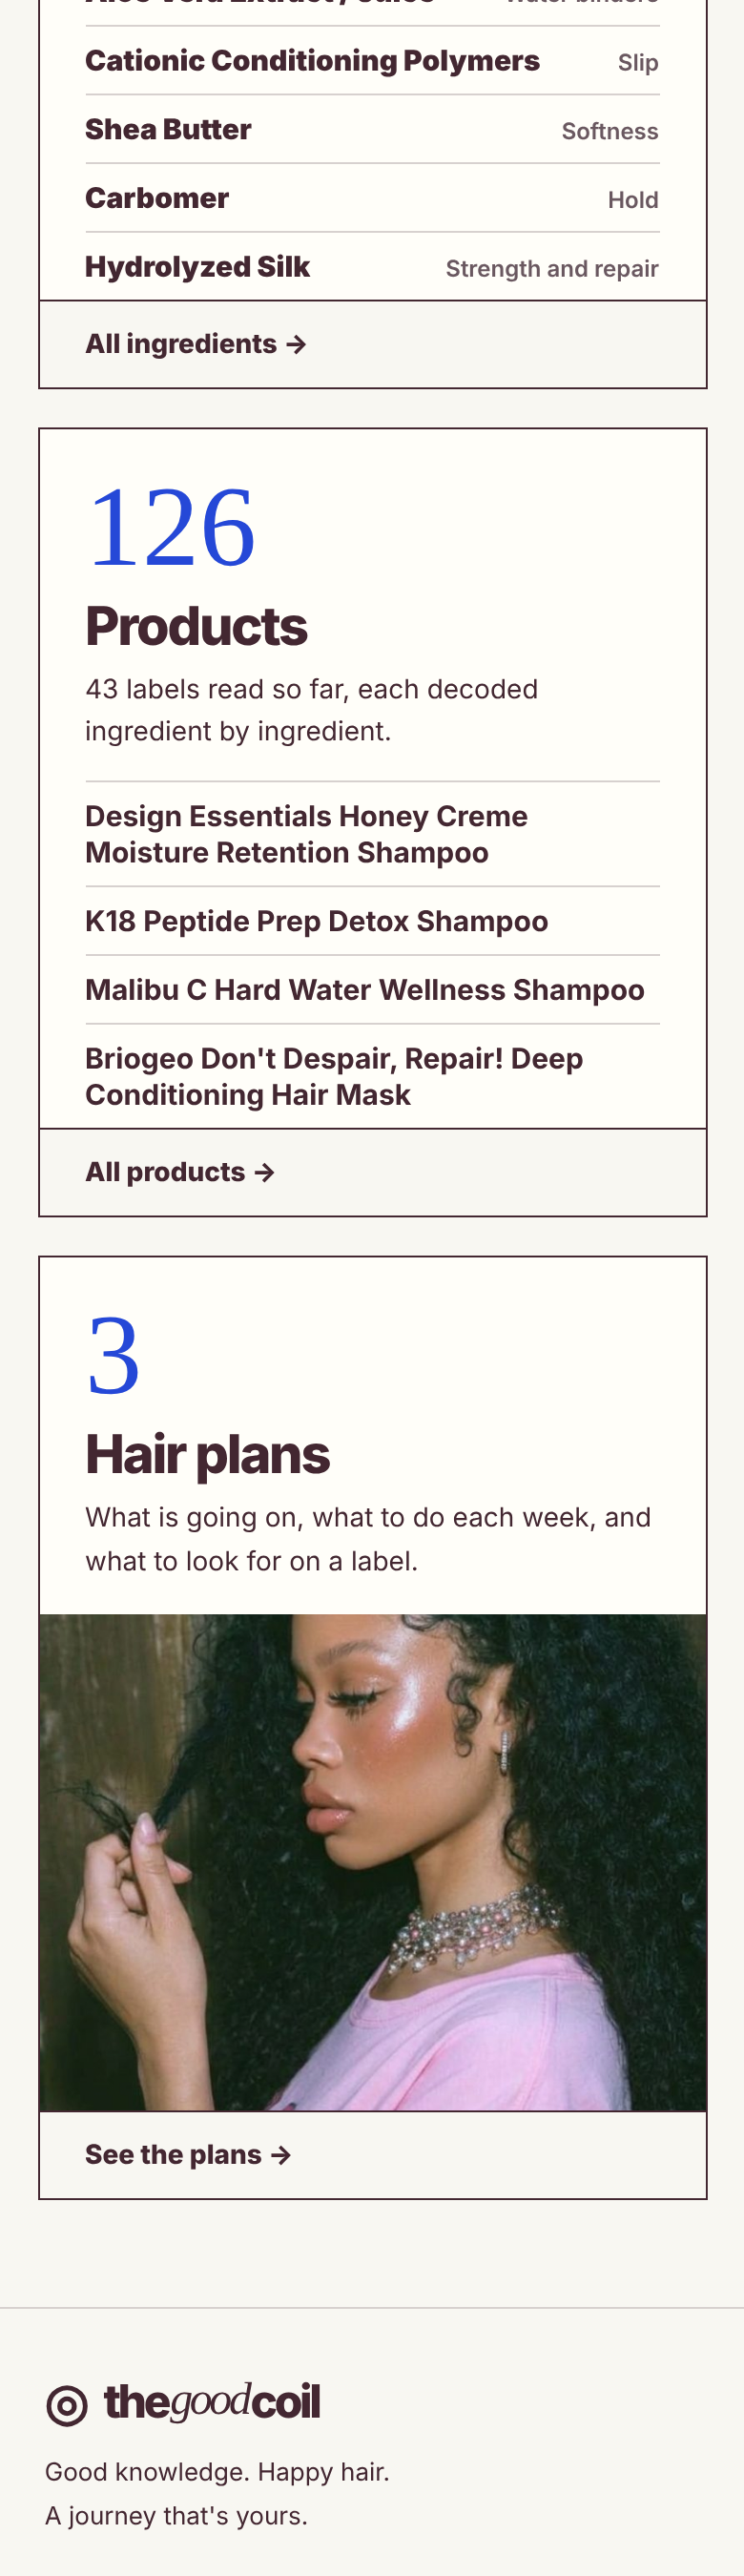 Cationic Conditioning Polymers Slip
Shea Butter Softness
Carbomer Hold
Hydrolyzed Silk Strength and repair
All ingredients →
126
Products
43 labels read so far, each decoded
ingredient by ingredient.
Design Essentials Honey Creme
Moisture Retention Shampoo
K18 Peptide Prep Detox Shampoo
Malibu C Hard Water Wellness Shampoo
Briogeo Don't Despair, Repair! Deep
Conditioning Hair Mask
All products →
3
Hair plans
What is going on, what to do each week, and
what to look for on a label.
See the plans →
thegoodcoil
Good knowledge. Happy hair.
A journey that's yours.